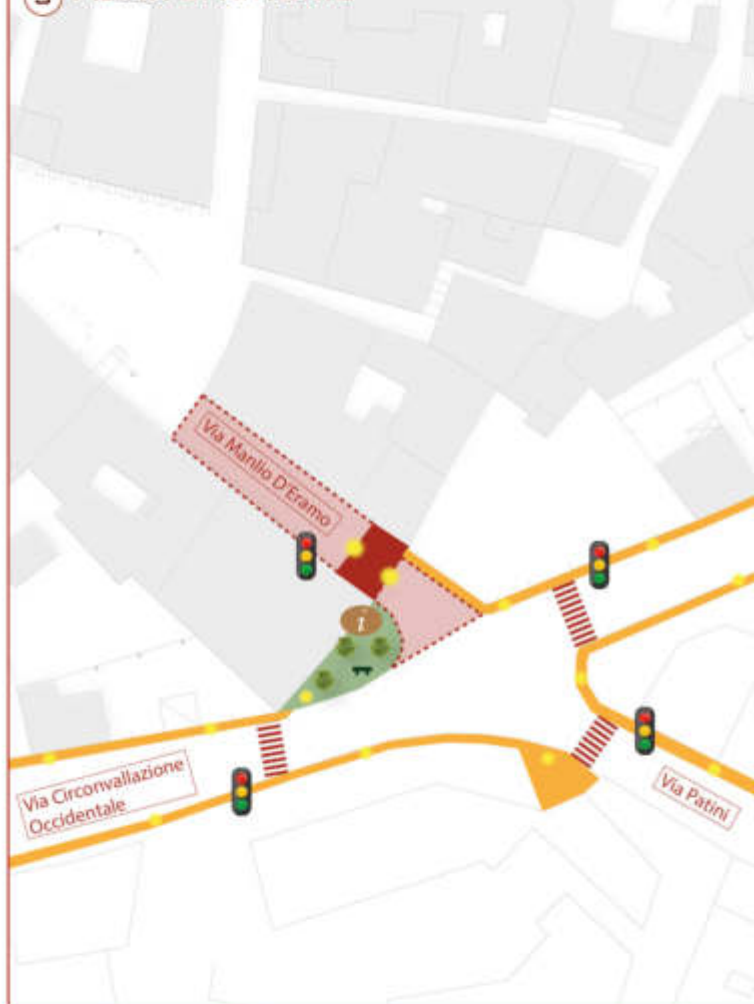 Via Manlio D'Eramo
i
Via Circonvallazione
Occidentale
Via Patini